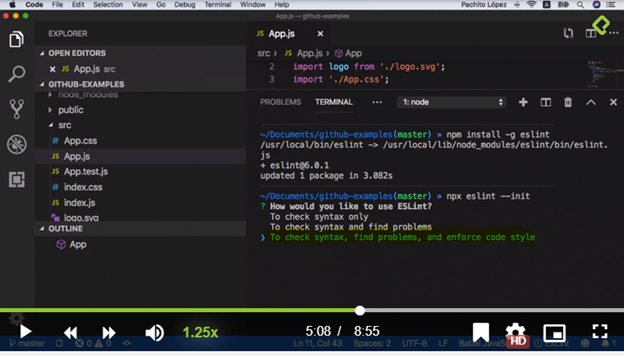 Code File Edit Selection View Go Debug Terminal Window Help Pachito López
App.js — github-examples
EXPLORER
OPEN EDITORS
JS App.js src
GITHUB-EXAMPLES
node_modules
public
src
# App.css
JS App.js
JS App.test.js
# index.css
JS index.js
logo.svg
OUTLINE
App
JS App.js
src › JS App.js › App
2 import logo from './logo.svg';
3 import './App.css';
PROBLEMS TERMINAL ··· 1: node
~/Documents/github-examples(master) » npm install -g eslint
/usr/local/bin/eslint -> /usr/local/lib/node_modules/eslint/bin/eslint.
js
+ eslint@6.0.1
updated 1 package in 3.082s
~/Documents/github-examples(master) » npx eslint --init
? How would you like to use ESLint?
To check syntax only
To check syntax and find problems
❯ To check syntax, find problems, and enforce code style
1.25x 5:08 / 8:55 HD
master 0 0 Ln 11, Col 43 Spaces: 2 UTF-8 LF Babel JavaS ESLint 1